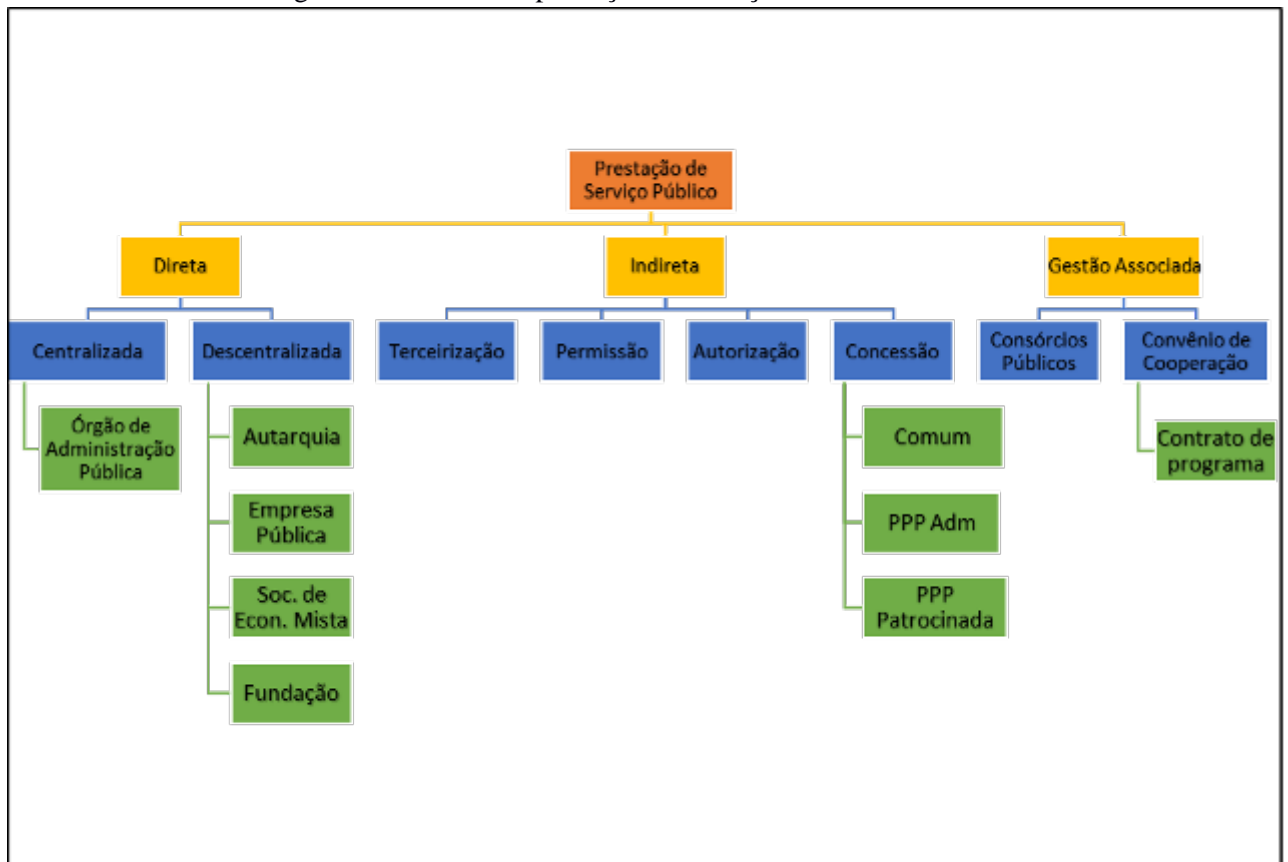 Prestação de
Serviço Público
Direta
Indireta
Gestão Associada
Centralizada
Descentralizada
Terceirização
Permissão
Autorização
Concessão
Consórcios
Públicos
Convênio de
Cooperação
Órgão de
Administração
Pública
Autarquia
Empresa
Pública
Soc. de
Econ. Mista
Fundação
Comum
PPP Adm
PPP
Patrocinada
Contrato de
programa